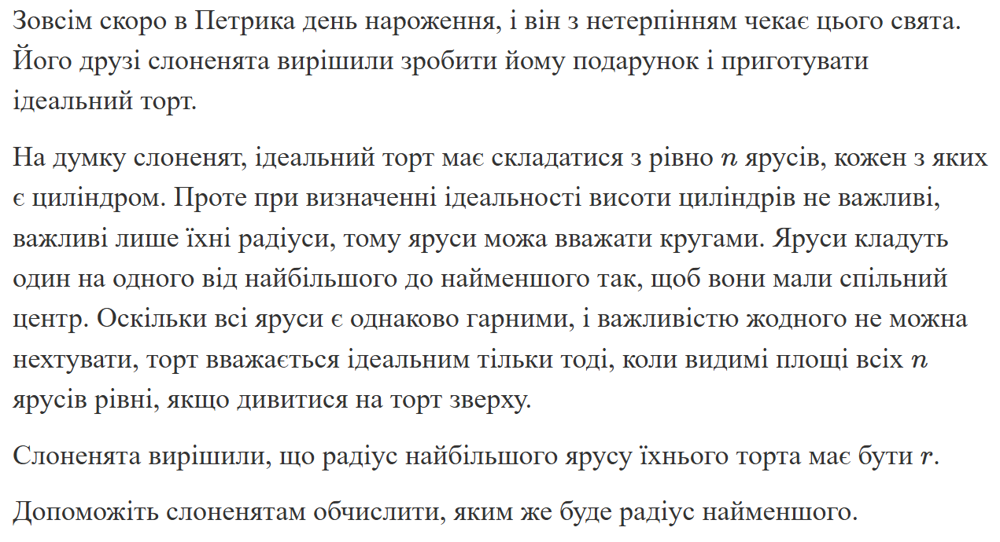 Зовсім скоро в Петрика день нароження, і він з нетерпінням чекає цього свята.
Його друзі слоненята вирішили зробити йому подарунок і приготувати
ідеальний торт.
На думку слоненят, ідеальний торт має складатися з рівно n ярусів, кожен з яких
є циліндром. Проте при визначенні ідеальності висоти циліндрів не важливі,
важливі лише їхні радіуси, тому яруси можа вважати кругами. Яруси кладуть
один на одного від найбільшого до найменшого так, щоб вони мали спільний
центр. Оскільки всі яруси є однаково гарними, і важливістю жодного не можна
нехтувати, торт вважається ідеальним тільки тоді, коли видимі площі всіх n
ярусів рівні, якщо дивитися на торт зверху.
Слоненята вирішили, що радіус найбільшого ярусу їхнього торта має бути r.
Допоможіть слоненятам обчислити, яким же буде радіус найменшого.